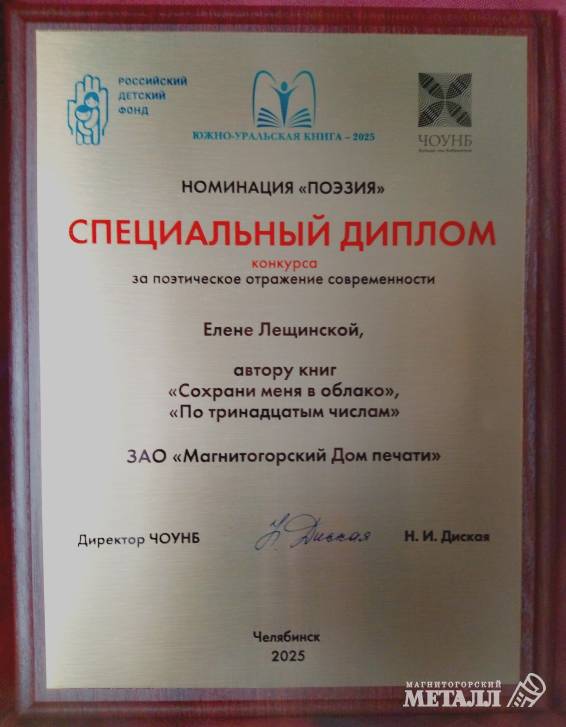 РОССИЙСКИЙ
ДЕТСКИЙ
ФОНД
ЮЖНО-УРАЛЬСКАЯ КНИГА – 2025
ЧОУНБ
НОМИНАЦИЯ «ПОЭЗИЯ»
СПЕЦИАЛЬНЫЙ ДИПЛОМ
конкурса
за поэтическое отражение современности
Елене Лещинской,
автору книг
«Сохрани меня в облако»,
«По тринадцатым числам»
ЗАО «Магнитогорский Дом печати»
Директор ЧОУНБ Н. Диская Н. И. Диская
Челябинск
2025
МАГНИТОГОРСКИЙ
МЕТАЛЛ